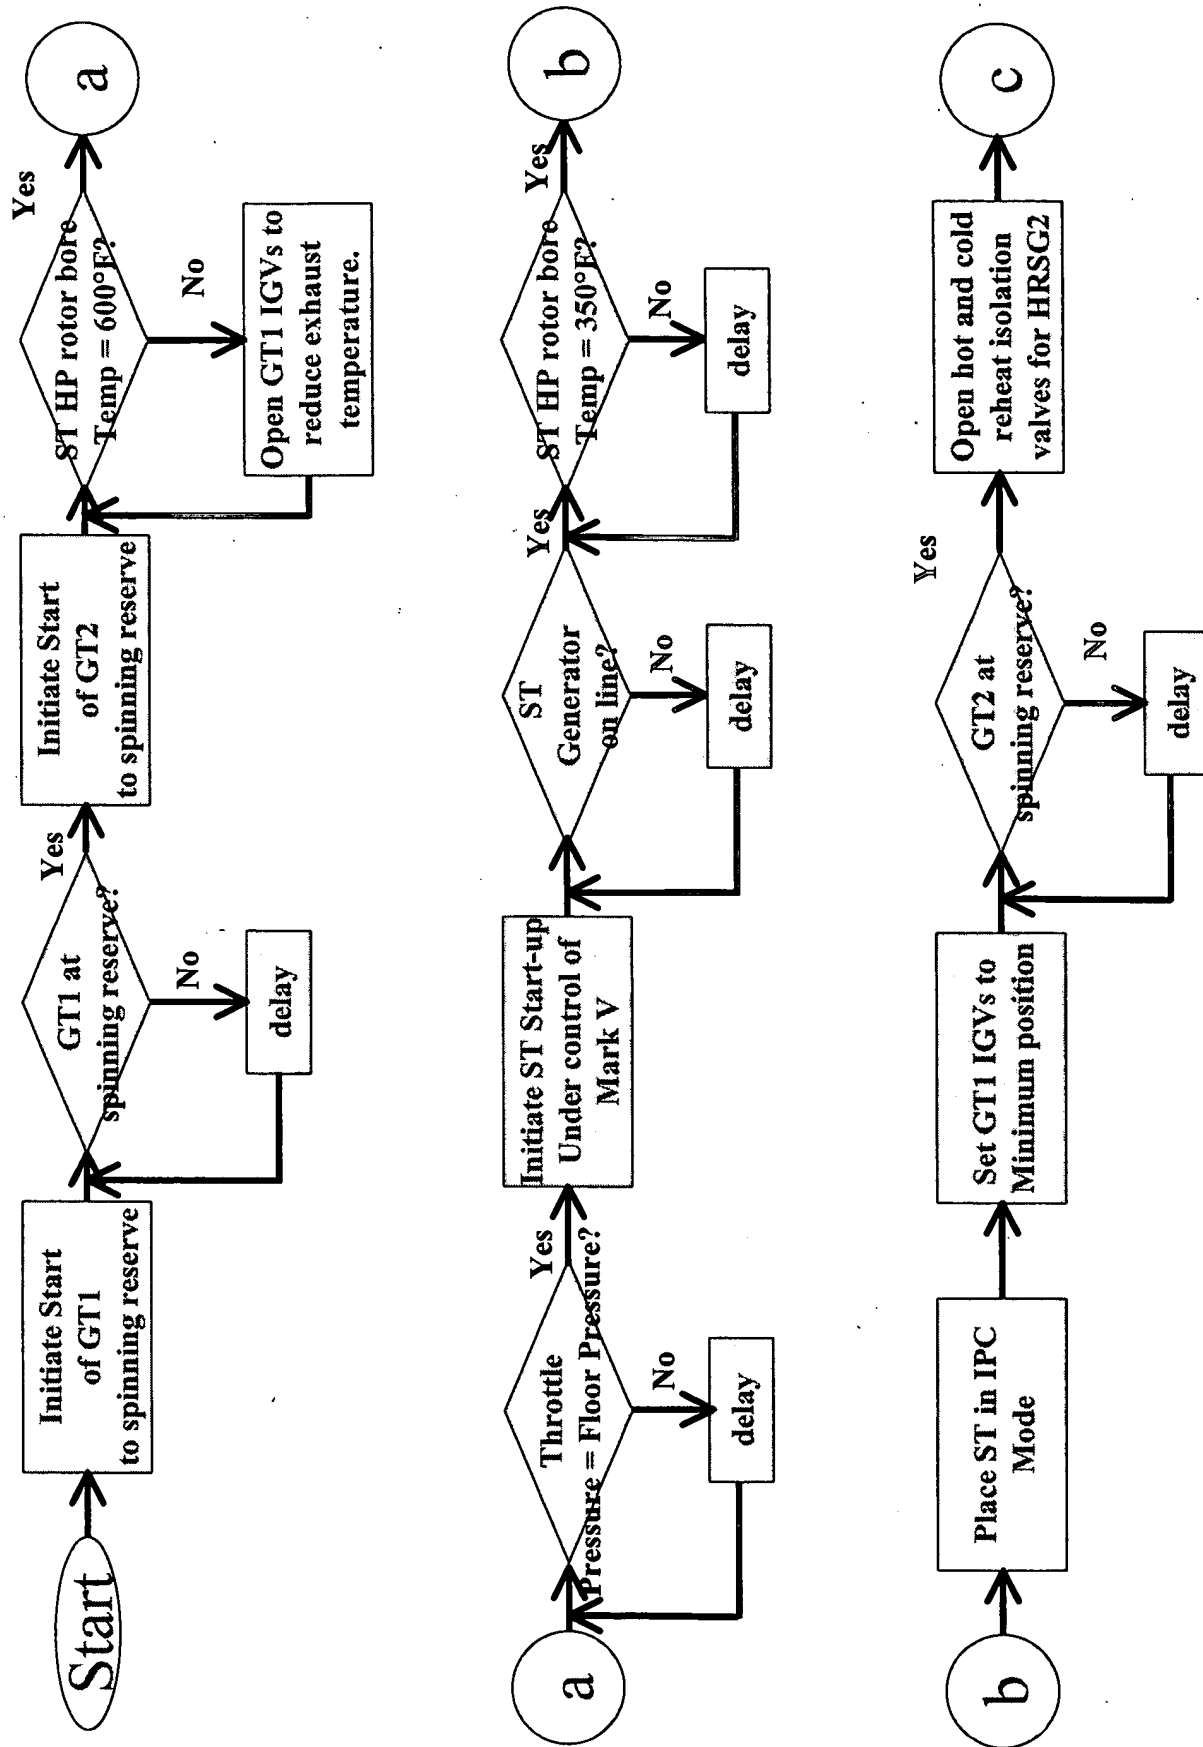 Start
Initiate Start
of GT1
to spinning reserve
GT1 at
spinning reserve?
Yes
No
delay
Initiate Start
of GT2
to spinning reserve
ST HP rotor bore
Temp = 600°F?
Yes
No
Open GT1 IGVs to
reduce exhaust
temperature.
a
a
Throttle
Pressure = Floor Pressure?
Yes
No
delay
Initiate ST Start-up
Under control of
Mark V
ST
Generator
on line?
Yes
No
delay
ST HP rotor bore
Temp = 350°F?
Yes
No
delay
b
b
Place ST in IPC
Mode
Set GT1 IGVs to
Minimum position
GT2 at
spinning reserve?
Yes
No
delay
Open hot and cold
reheat isolation
valves for HRSG2
c